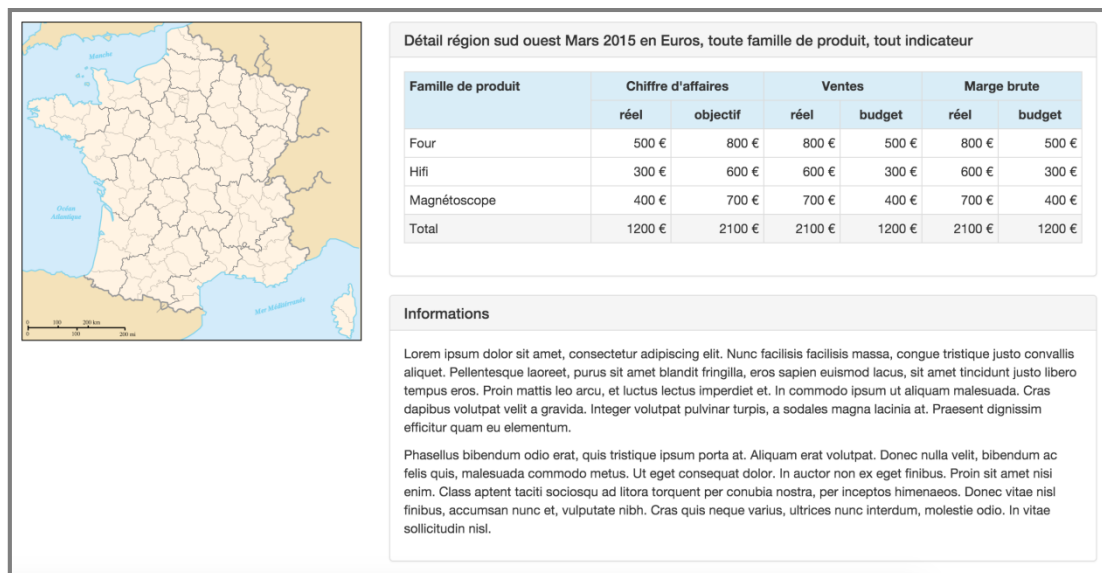 Manche
Océan
Atlantique
Mer Méditerranée
0 100 200 km
0 100 200 mi
Détail région sud ouest Mars 2015 en Euros, toute famille de produit, tout indicateur
Famille de produit Chiffre d'affaires Ventes Marge brute
réel objectif réel budget réel budget
Four 500 € 800 € 800 € 500 € 800 € 500 €
Hifi 300 € 600 € 600 € 300 € 600 € 300 €
Magnétoscope 400 € 700 € 700 € 400 € 700 € 400 €
Total 1200 € 2100 € 2100 € 1200 € 2100 € 1200 €
Informations
Lorem ipsum dolor sit amet, consectetur adipiscing elit. Nunc facilisis facilisis massa, congue tristique justo convallis
aliquet. Pellentesque laoreet, purus sit amet blandit fringilla, eros sapien euismod lacus, sit amet tincidunt justo libero
tempus eros. Proin mattis leo arcu, et luctus lectus imperdiet et. In commodo ipsum ut aliquam malesuada. Cras
dapibus volutpat velit a gravida. Integer volutpat pulvinar turpis, a sodales magna lacinia at. Praesent dignissim
efficitur quam eu elementum.
Phasellus bibendum odio erat, quis tristique ipsum porta at. Aliquam erat volutpat. Donec nulla velit, bibendum ac
felis quis, malesuada commodo metus. Ut eget consequat dolor. In auctor non ex eget finibus. Proin sit amet nisi
enim. Class aptent taciti sociosqu ad litora torquent per conubia nostra, per inceptos himenaeos. Donec vitae nisl
finibus, accumsan nunc et, vulputate nibh. Cras quis neque varius, ultrices nunc interdum, molestie odio. In vitae
sollicitudin nisl.